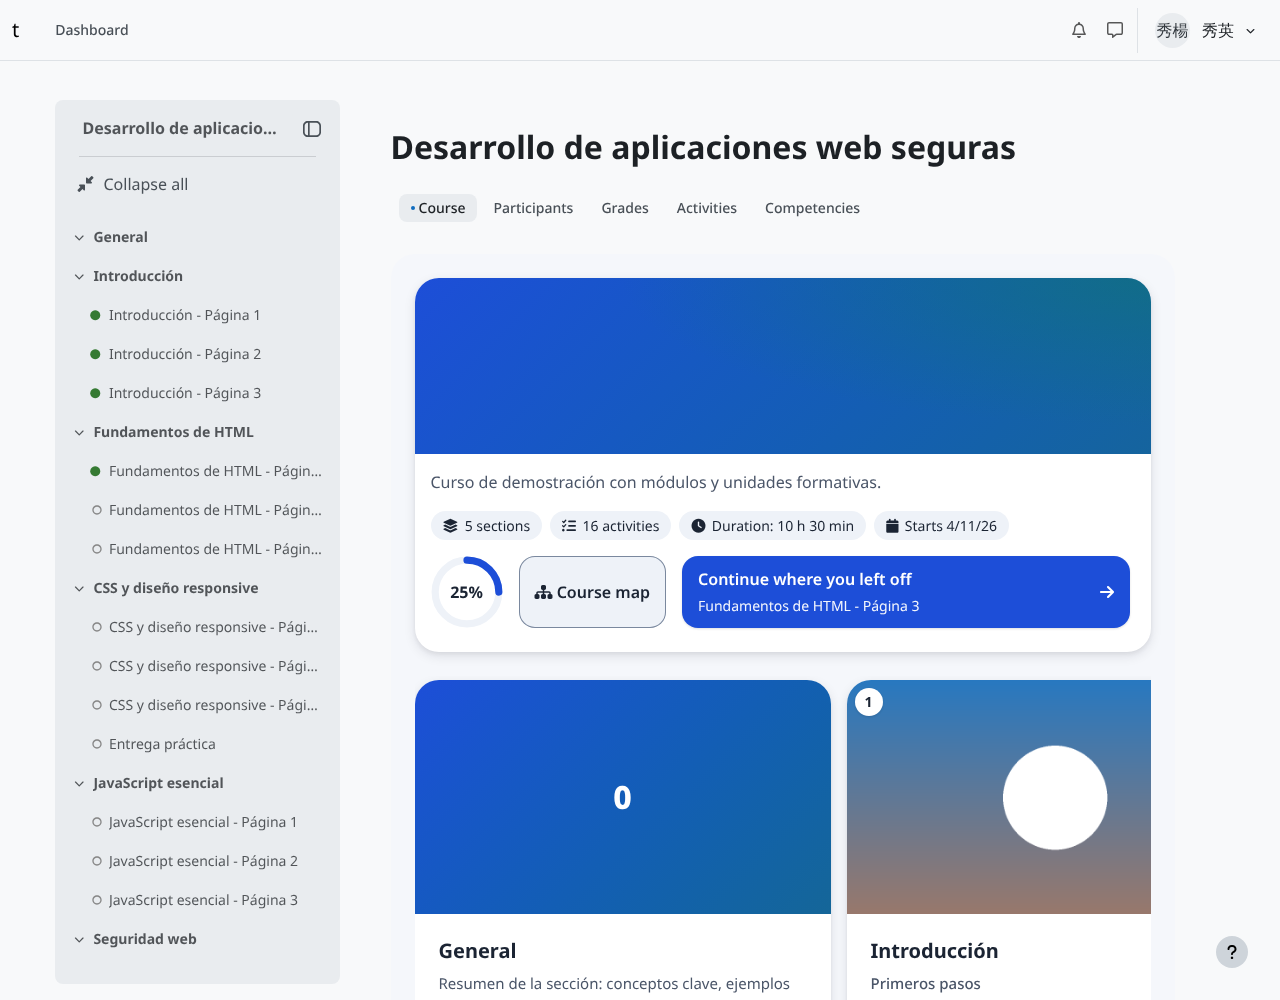 t
Dashboard
秀楊
秀英
Desarrollo de aplicacio...
Collapse all
General
Introducción
Introducción - Página 1
Introducción - Página 2
Introducción - Página 3
Fundamentos de HTML
Fundamentos de HTML - Págin...
Fundamentos de HTML - Págin...
Fundamentos de HTML - Págin...
CSS y diseño responsive
CSS y diseño responsive - Pági...
CSS y diseño responsive - Pági...
CSS y diseño responsive - Pági...
Entrega práctica
JavaScript esencial
JavaScript esencial - Página 1
JavaScript esencial - Página 2
JavaScript esencial - Página 3
Seguridad web
Desarrollo de aplicaciones web seguras
Course
Participants
Grades
Activities
Competencies
Curso de demostración con módulos y unidades formativas.
5 sections
16 activities
Duration: 10 h 30 min
Starts 4/11/26
25%
Course map
Continue where you left off
Fundamentos de HTML - Página 3
0
General
Resumen de la sección: conceptos clave, ejemplos
1
Introducción
Primeros pasos
?